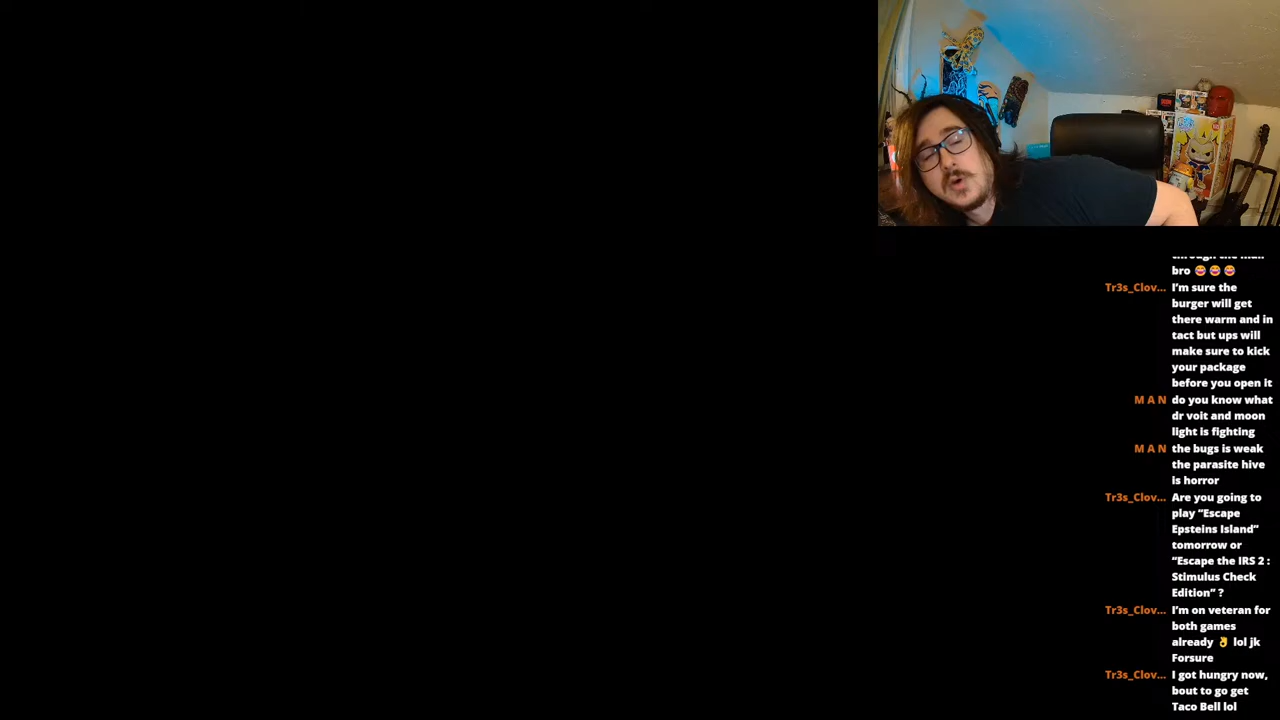 bro 😂 😂 😂
Tr3s_Clov... I'm sure the
burger will get
there warm and in
tact but ups will
make sure to kick
your package
before you open it
M A N do you know what
dr voit and moon
light is fighting
M A N the bugs is weak
the parasite hive
is horror
Tr3s_Clov... Are you going to
play "Escape
Epsteins Island"
tomorrow or
"Escape the IRS 2 :
Stimulus Check
Edition" ?
Tr3s_Clov... I'm on veteran for
both games
already 👌 lol jk
Forsure
Tr3s_Clov... I got hungry now,
bout to go get
Taco Bell lol